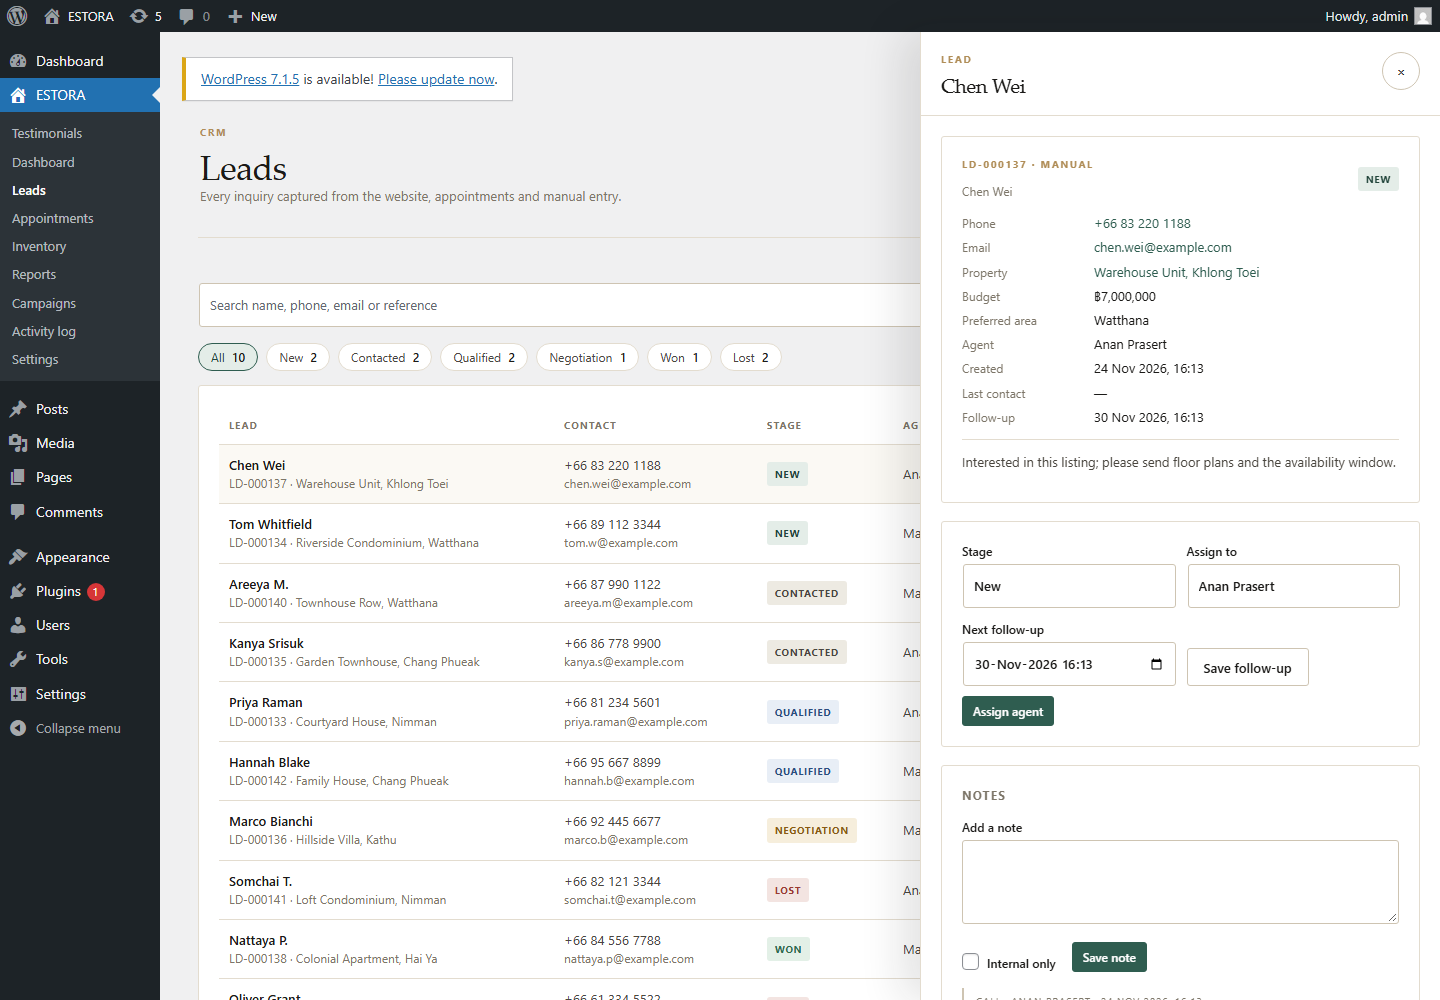 ESTORA
5
0
New
Howdy, admin
Dashboard
ESTORA
Testimonials
Dashboard
Leads
Appointments
Inventory
Reports
Campaigns
Activity log
Settings
Posts
Media
Pages
Comments
Appearance
Plugins 1
Users
Tools
Settings
Collapse menu
WordPress 7.1.5 is available! Please update now.
CRM
Leads
Every inquiry captured from the website, appointments and manual entry.
Search name, phone, email or reference
All 10
New 2
Contacted 2
Qualified 2
Negotiation 1
Won 1
Lost 2
LEAD CONTACT STAGE AG
Chen Wei +66 83 220 1188 NEW An
LD-000137 · Warehouse Unit, Khlong Toei chen.wei@example.com
Tom Whitfield +66 89 112 3344 NEW Ma
LD-000134 · Riverside Condominium, Watthana tom.w@example.com
Areeya M. +66 87 990 1122 CONTACTED Ma
LD-000140 · Townhouse Row, Watthana areeya.m@example.com
Kanya Srisuk +66 86 778 9900 CONTACTED An
LD-000135 · Garden Townhouse, Chang Phueak kanya.s@example.com
Priya Raman +66 81 234 5601 QUALIFIED An
LD-000133 · Courtyard House, Nimman priya.raman@example.com
Hannah Blake +66 95 667 8899 QUALIFIED Ma
LD-000142 · Family House, Chang Phueak hannah.b@example.com
Marco Bianchi +66 92 445 6677 NEGOTIATION Ma
LD-000136 · Hillside Villa, Kathu marco.b@example.com
Somchai T. +66 82 121 3344 LOST An
LD-000141 · Loft Condominium, Nimman somchai.t@example.com
Nattaya P. +66 84 556 7788 WON Ma
LD-000138 · Colonial Apartment, Hai Ya nattaya.p@example.com
Oliver Grant +66 61 334 5522
LEAD
Chen Wei
×
LD-000137 · MANUAL
Chen Wei
NEW
Phone +66 83 220 1188
Email chen.wei@example.com
Property Warehouse Unit, Khlong Toei
Budget ฿7,000,000
Preferred area Watthana
Agent Anan Prasert
Created 24 Nov 2026, 16:13
Last contact —
Follow-up 30 Nov 2026, 16:13
Interested in this listing; please send floor plans and the availability window.
Stage Assign to
New Anan Prasert
Next follow-up
30-Nov-2026 16:13 Save follow-up
Assign agent
NOTES
Add a note
Internal only Save note
CALL · ANAN PRASERT · 24 NOV 2026, 16:13